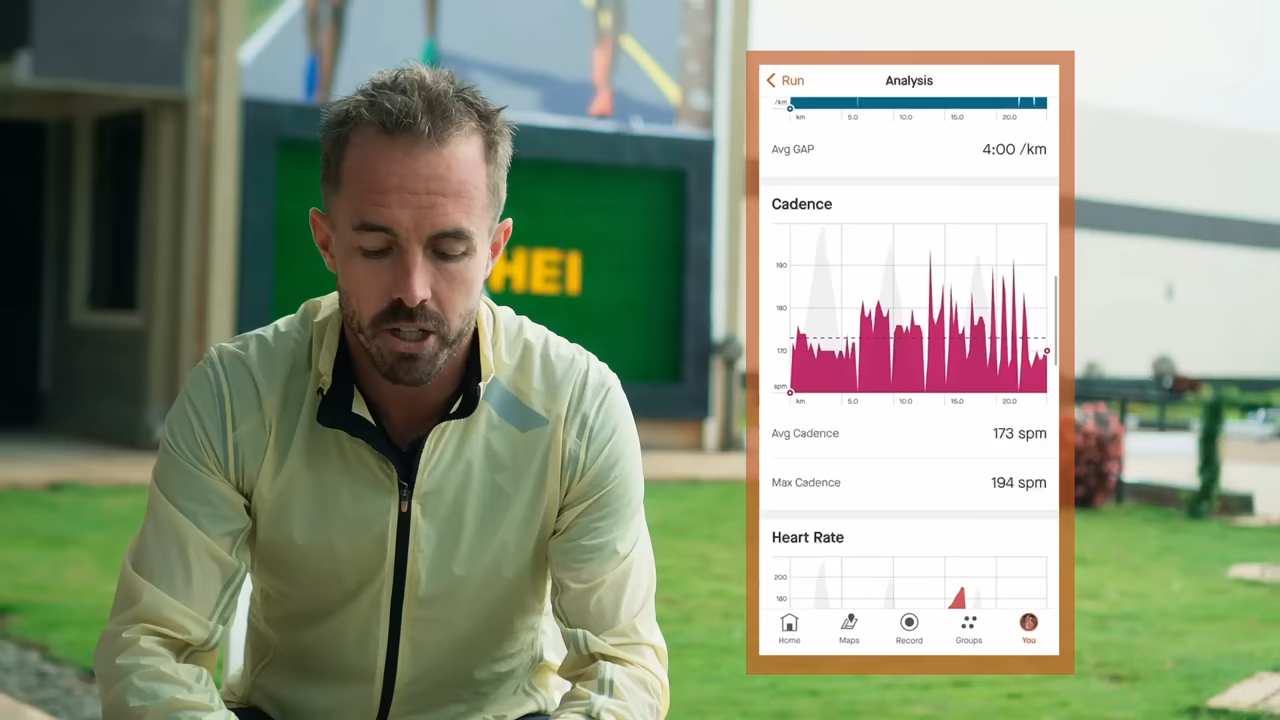 HEI
Run
Analysis
/km
km 5.0 10.0 15.0 20.0
Avg GAP 4:00 /km
Cadence
190
180
170
spm
km 5.0 10.0 15.0 20.0
Avg Cadence 173 spm
Max Cadence 194 spm
Heart Rate
200
180
Home Maps Record Groups You